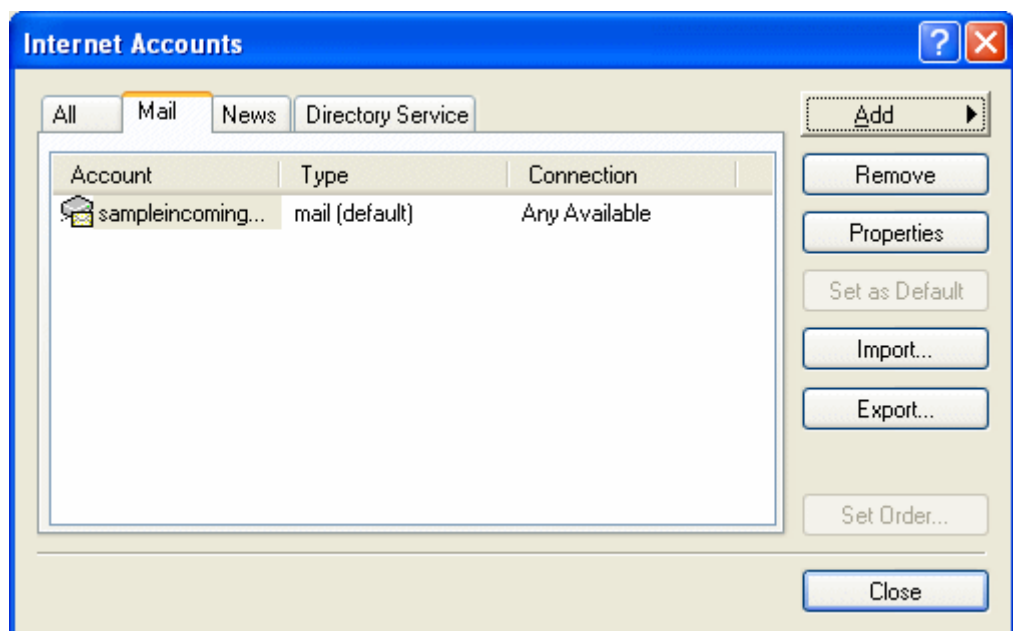 Internet Accounts
All Mail News Directory Service
Add
Account Type Connection
Remove
sampleincoming... mail (default) Any Available
Properties
Set as Default
Import...
Export...
Set Order...
Close